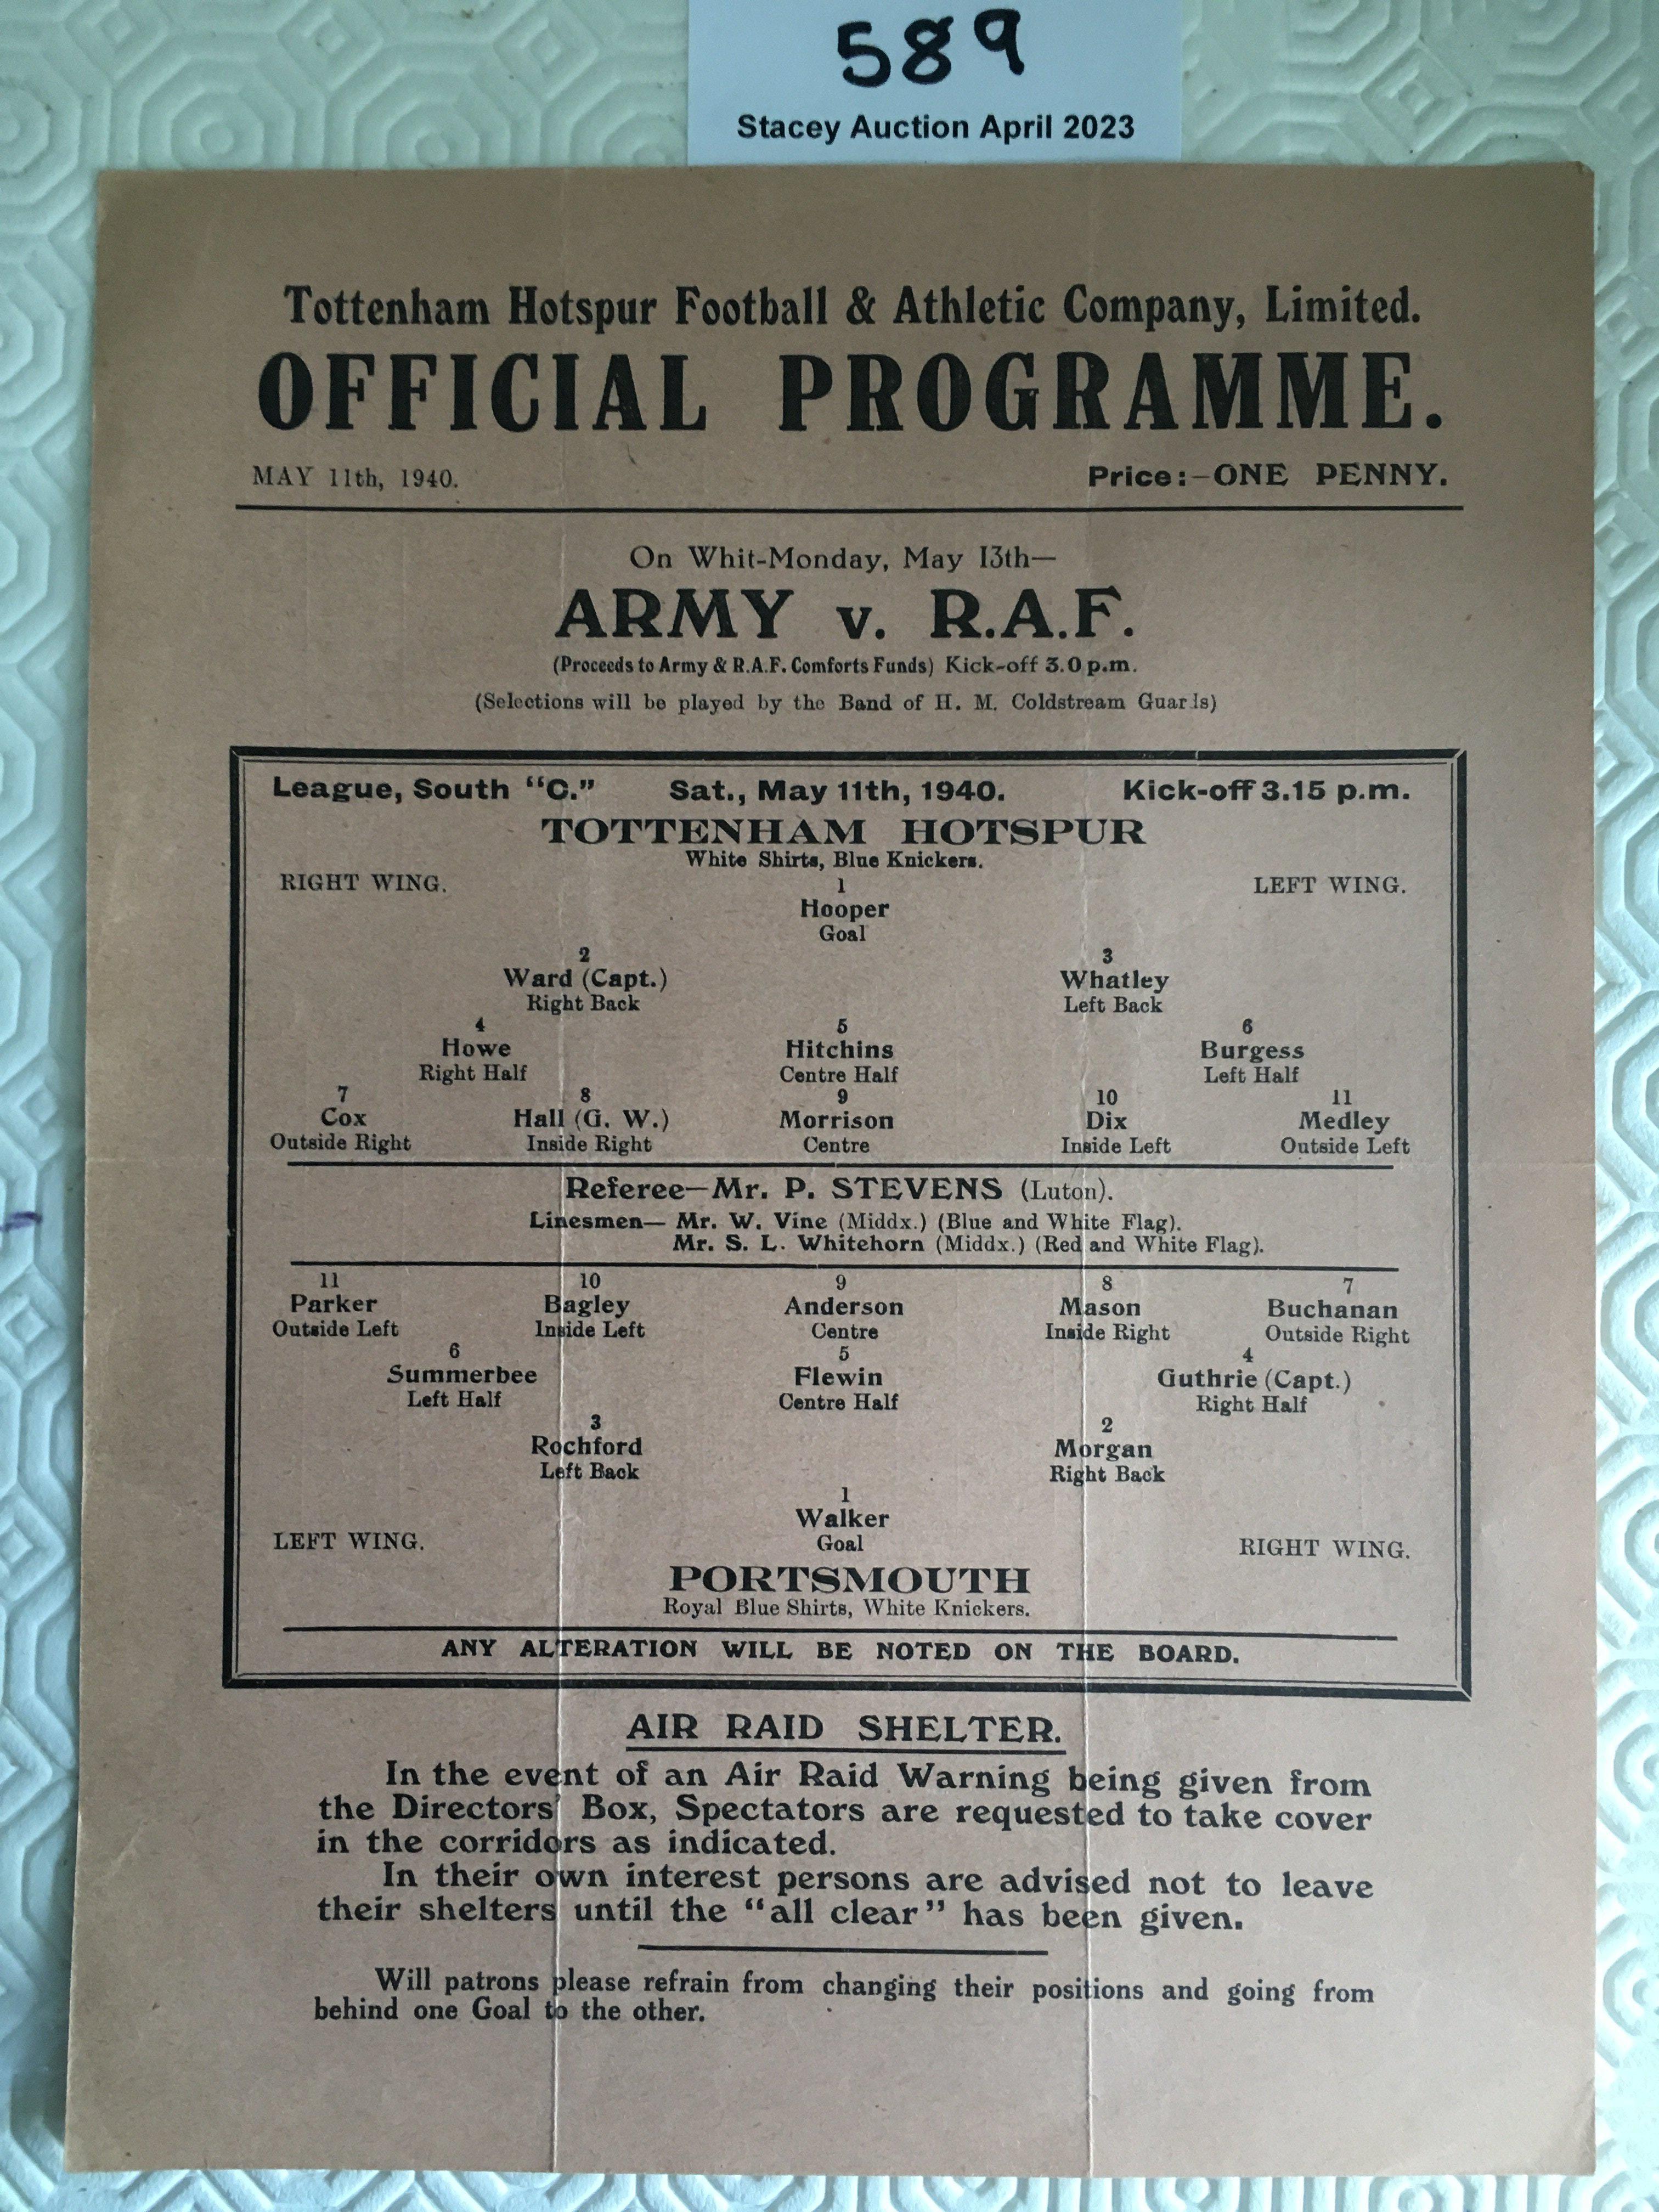 589
Stacey Auction April 2023
Tottenham Hotspur Football & Athletic Company, Limited.
OFFICIAL PROGRAMME.
MAY 11th, 1940. Price:-ONE PENNY.
On Whit-Monday, May 13th—
ARMY v. R.A.F.
(Proceeds to Army & R.A.F. Comforts Funds) Kick-off 3.0 p.m.
(Selections will be played by the Band of H. M. Coldstream Guards)
League, South "C." Sat., May 11th, 1940. Kick-off 3.15 p.m.
TOTTENHAM HOTSPUR
White Shirts, Blue Knickers.
RIGHT WING. 1 LEFT WING.
Hooper
Goal
2 3
Ward (Capt.) Whatley
Right Back Left Back
4 5 6
Howe Hitchins Burgess
Right Half Centre Half Left Half
7 8 9 10 11
Cox Hall (G. W.) Morrison Dix Medley
Outside Right Inside Right Centre Inside Left Outside Left
Referee—Mr. P. STEVENS (Luton).
Linesmen— Mr. W. Vine (Middx.) (Blue and White Flag).
Mr. S. L. Whitehorn (Middx.) (Red and White Flag).
11 10 9 8 7
Parker Bagley Anderson Mason Buchanan
Outside Left Inside Left Centre Inside Right Outside Right
6 5 4
Summerbee Flewin Guthrie (Capt.)
Left Half Centre Half Right Half
3 2
Rochford Morgan
Left Back Right Back
1
Walker
Goal
LEFT WING. RIGHT WING.
PORTSMOUTH
Royal Blue Shirts, White Knickers.
ANY ALTERATION WILL BE NOTED ON THE BOARD.
AIR RAID SHELTER.
In the event of an Air Raid Warning being given from
the Directors' Box, Spectators are requested to take cover
in the corridors as indicated.
In their own interest persons are advised not to leave
their shelters until the "all clear" has been given.
Will patrons please refrain from changing their positions and going from
behind one Goal to the other.